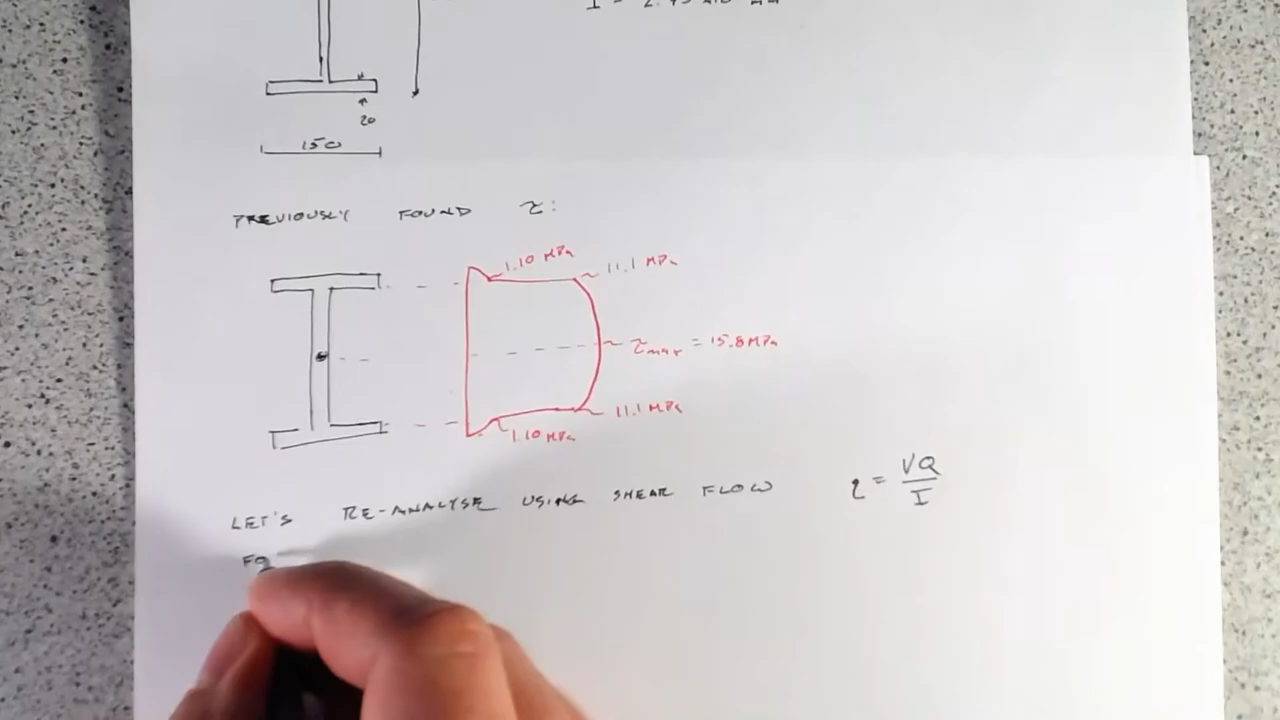 20
150
PREVIOUSLY FOUND τ:
1.10 MPa
11.1 MPa
τmax = 15.8 MPa
11.1 MPa
1.10 MPa
LET'S RE-ANALYSE USING SHEAR FLOW q = VQ/I